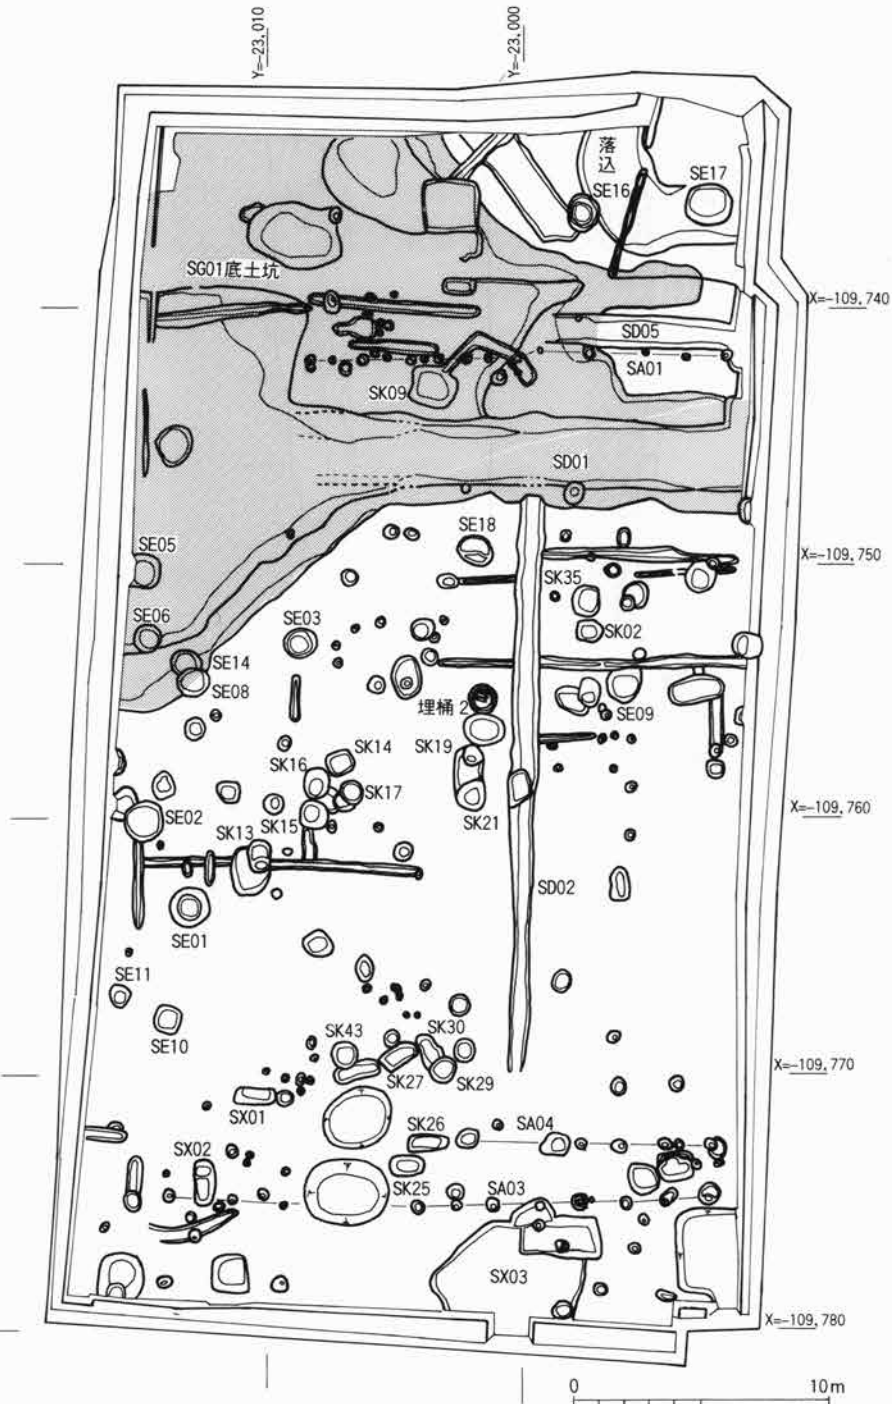 Y=-23,010
Y=-23,000
落込
SE16
SE17
SG01底土坑
X=-109,740
SD05
SA01
SK09
SD01
SE18
X=-109,750
SE05
SK35
SE06
SE03
SK02
SE14
SE08
埋桶2
SE09
SK14
SK19
SK16
SK17
X=-109,760
SE02
SK15
SK21
SK13
SD02
SE01
SE11
SE10
SK43
SK30
X=-109,770
SK27
SK29
SX01
SK26
SA04
SX02
SK25
SA03
SX03
X=-109,780
0
10m